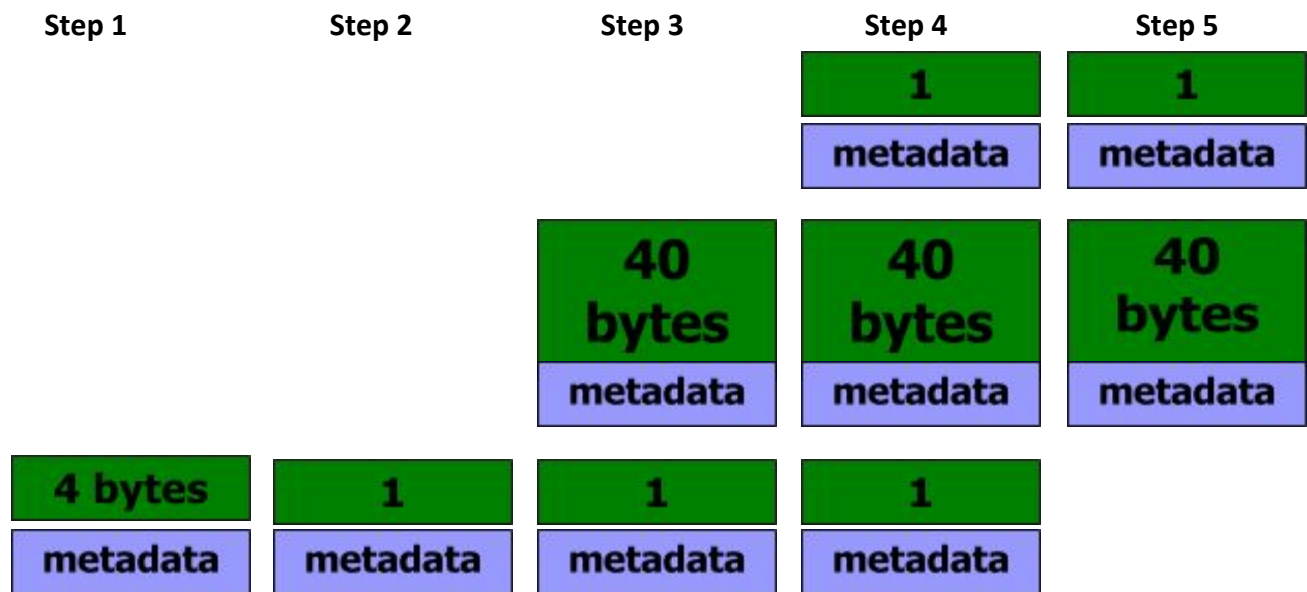 Step 1 Step 2 Step 3 Step 4 Step 5
1 1
metadata metadata
40 40 40
bytes bytes bytes
metadata metadata metadata
4 bytes 1 1 1
metadata metadata metadata metadata